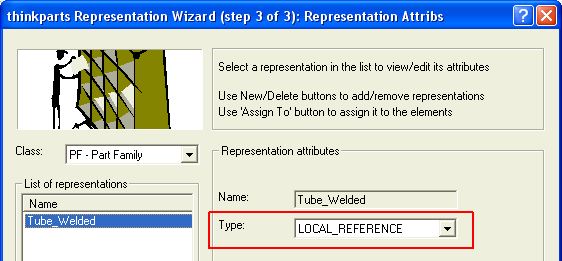 thinkparts Representation Wizard (step 3 of 3): Representation Attribs
Select a representation in the list to view/edit its attributes
Use New/Delete buttons to add/remove representations
Use 'Assign To' button to assign it to the elements
Class:
PF - Part Family
List of representations
Name
Tube_Welded
Representation attributes
Name:
Tube_Welded
Type:
LOCAL_REFERENCE